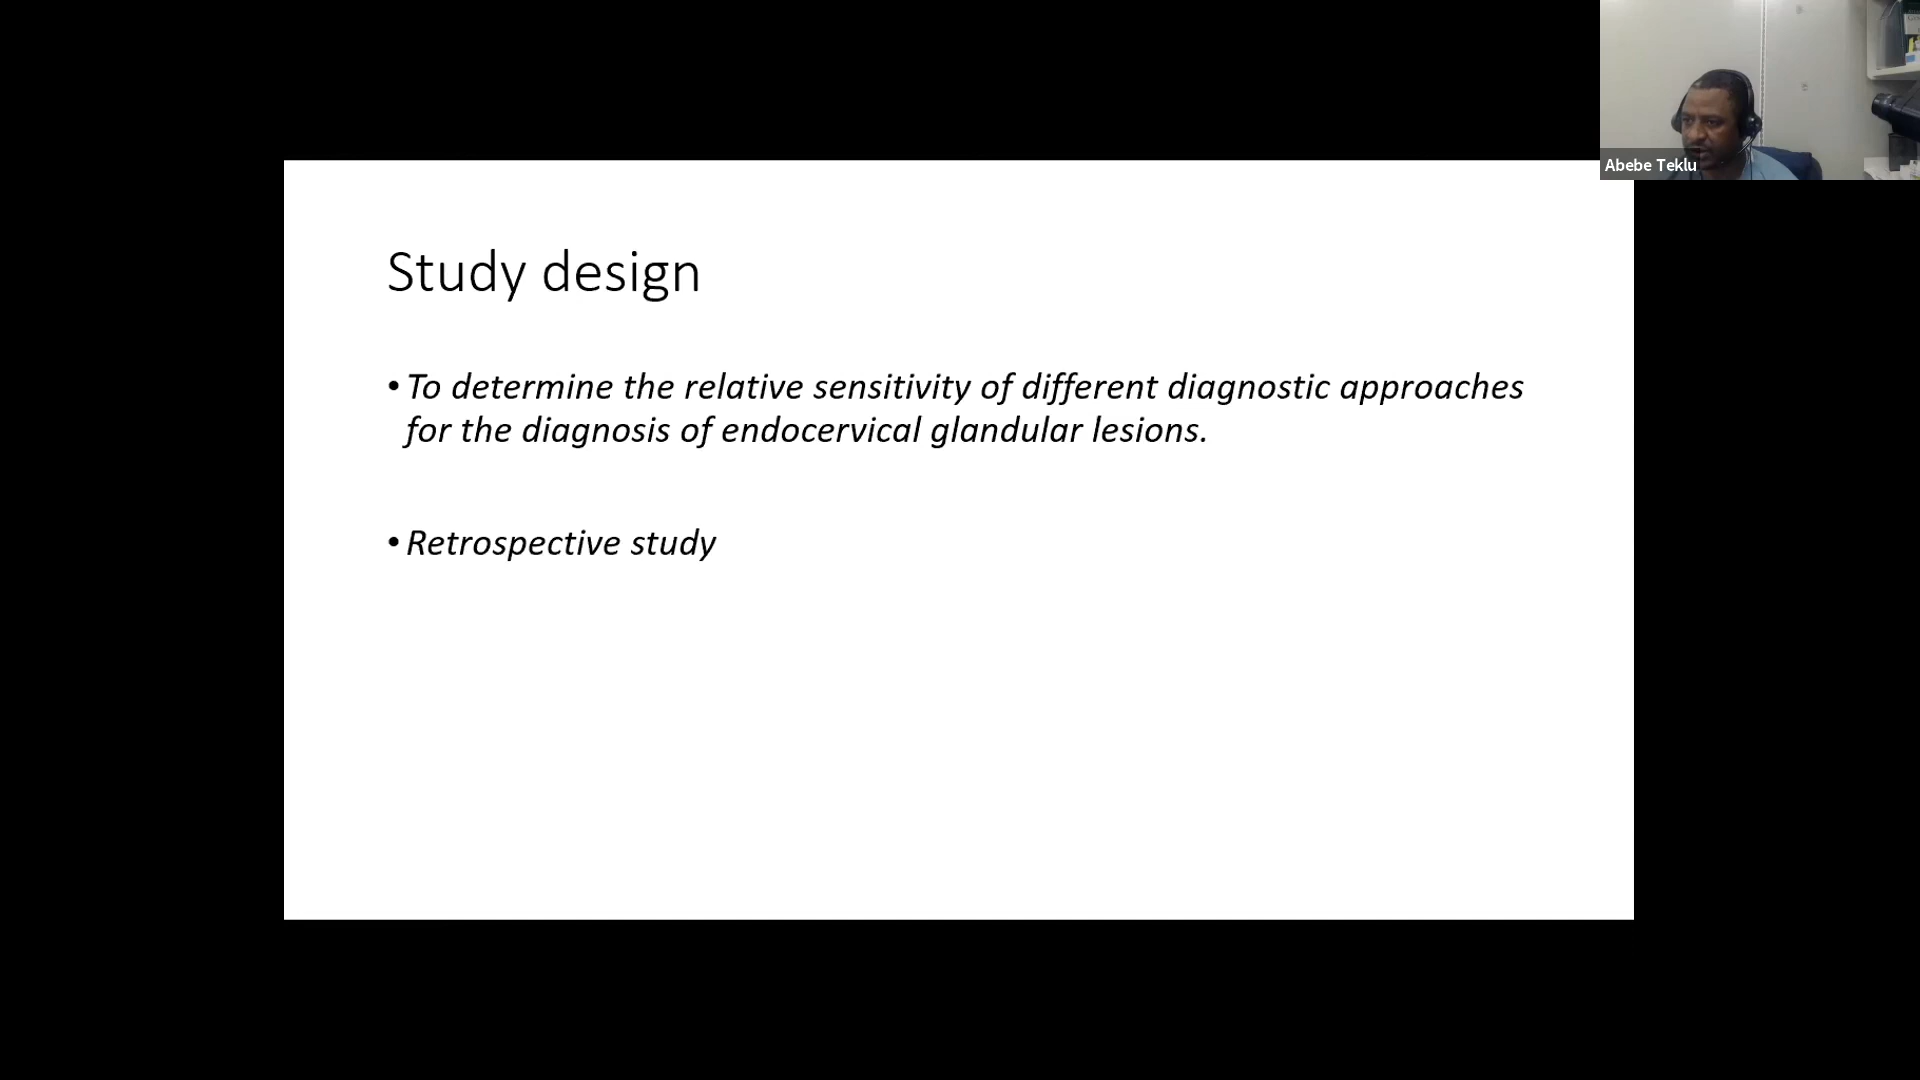 Abebe Teklu
Study design
• To determine the relative sensitivity of different diagnostic approaches
for the diagnosis of endocervical glandular lesions.
• Retrospective study